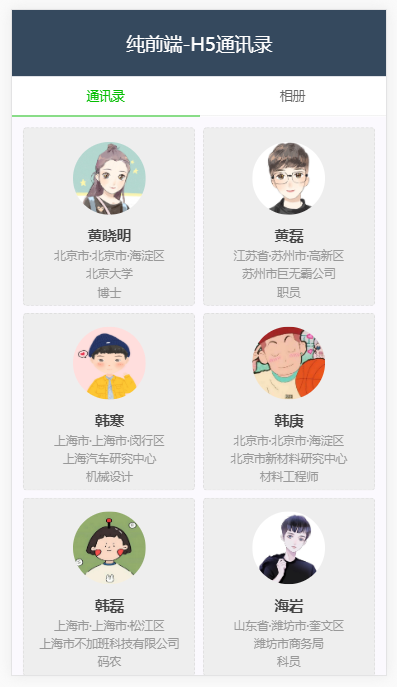 纯前端-H5通讯录
通讯录 相册
黄晓明
北京市·北京市·海淀区
北京大学
博士
黄磊
江苏省·苏州市·高新区
苏州市巨无霸公司
职员
韩寒
上海市·上海市·闵行区
上海汽车研究中心
机械设计
韩庚
北京市·北京市·海淀区
北京市新材料研究中心
材料工程师
韩磊
上海市·上海市·松江区
上海市不加班科技有限公司
码农
海岩
山东省·潍坊市·奎文区
潍坊市商务局
科员